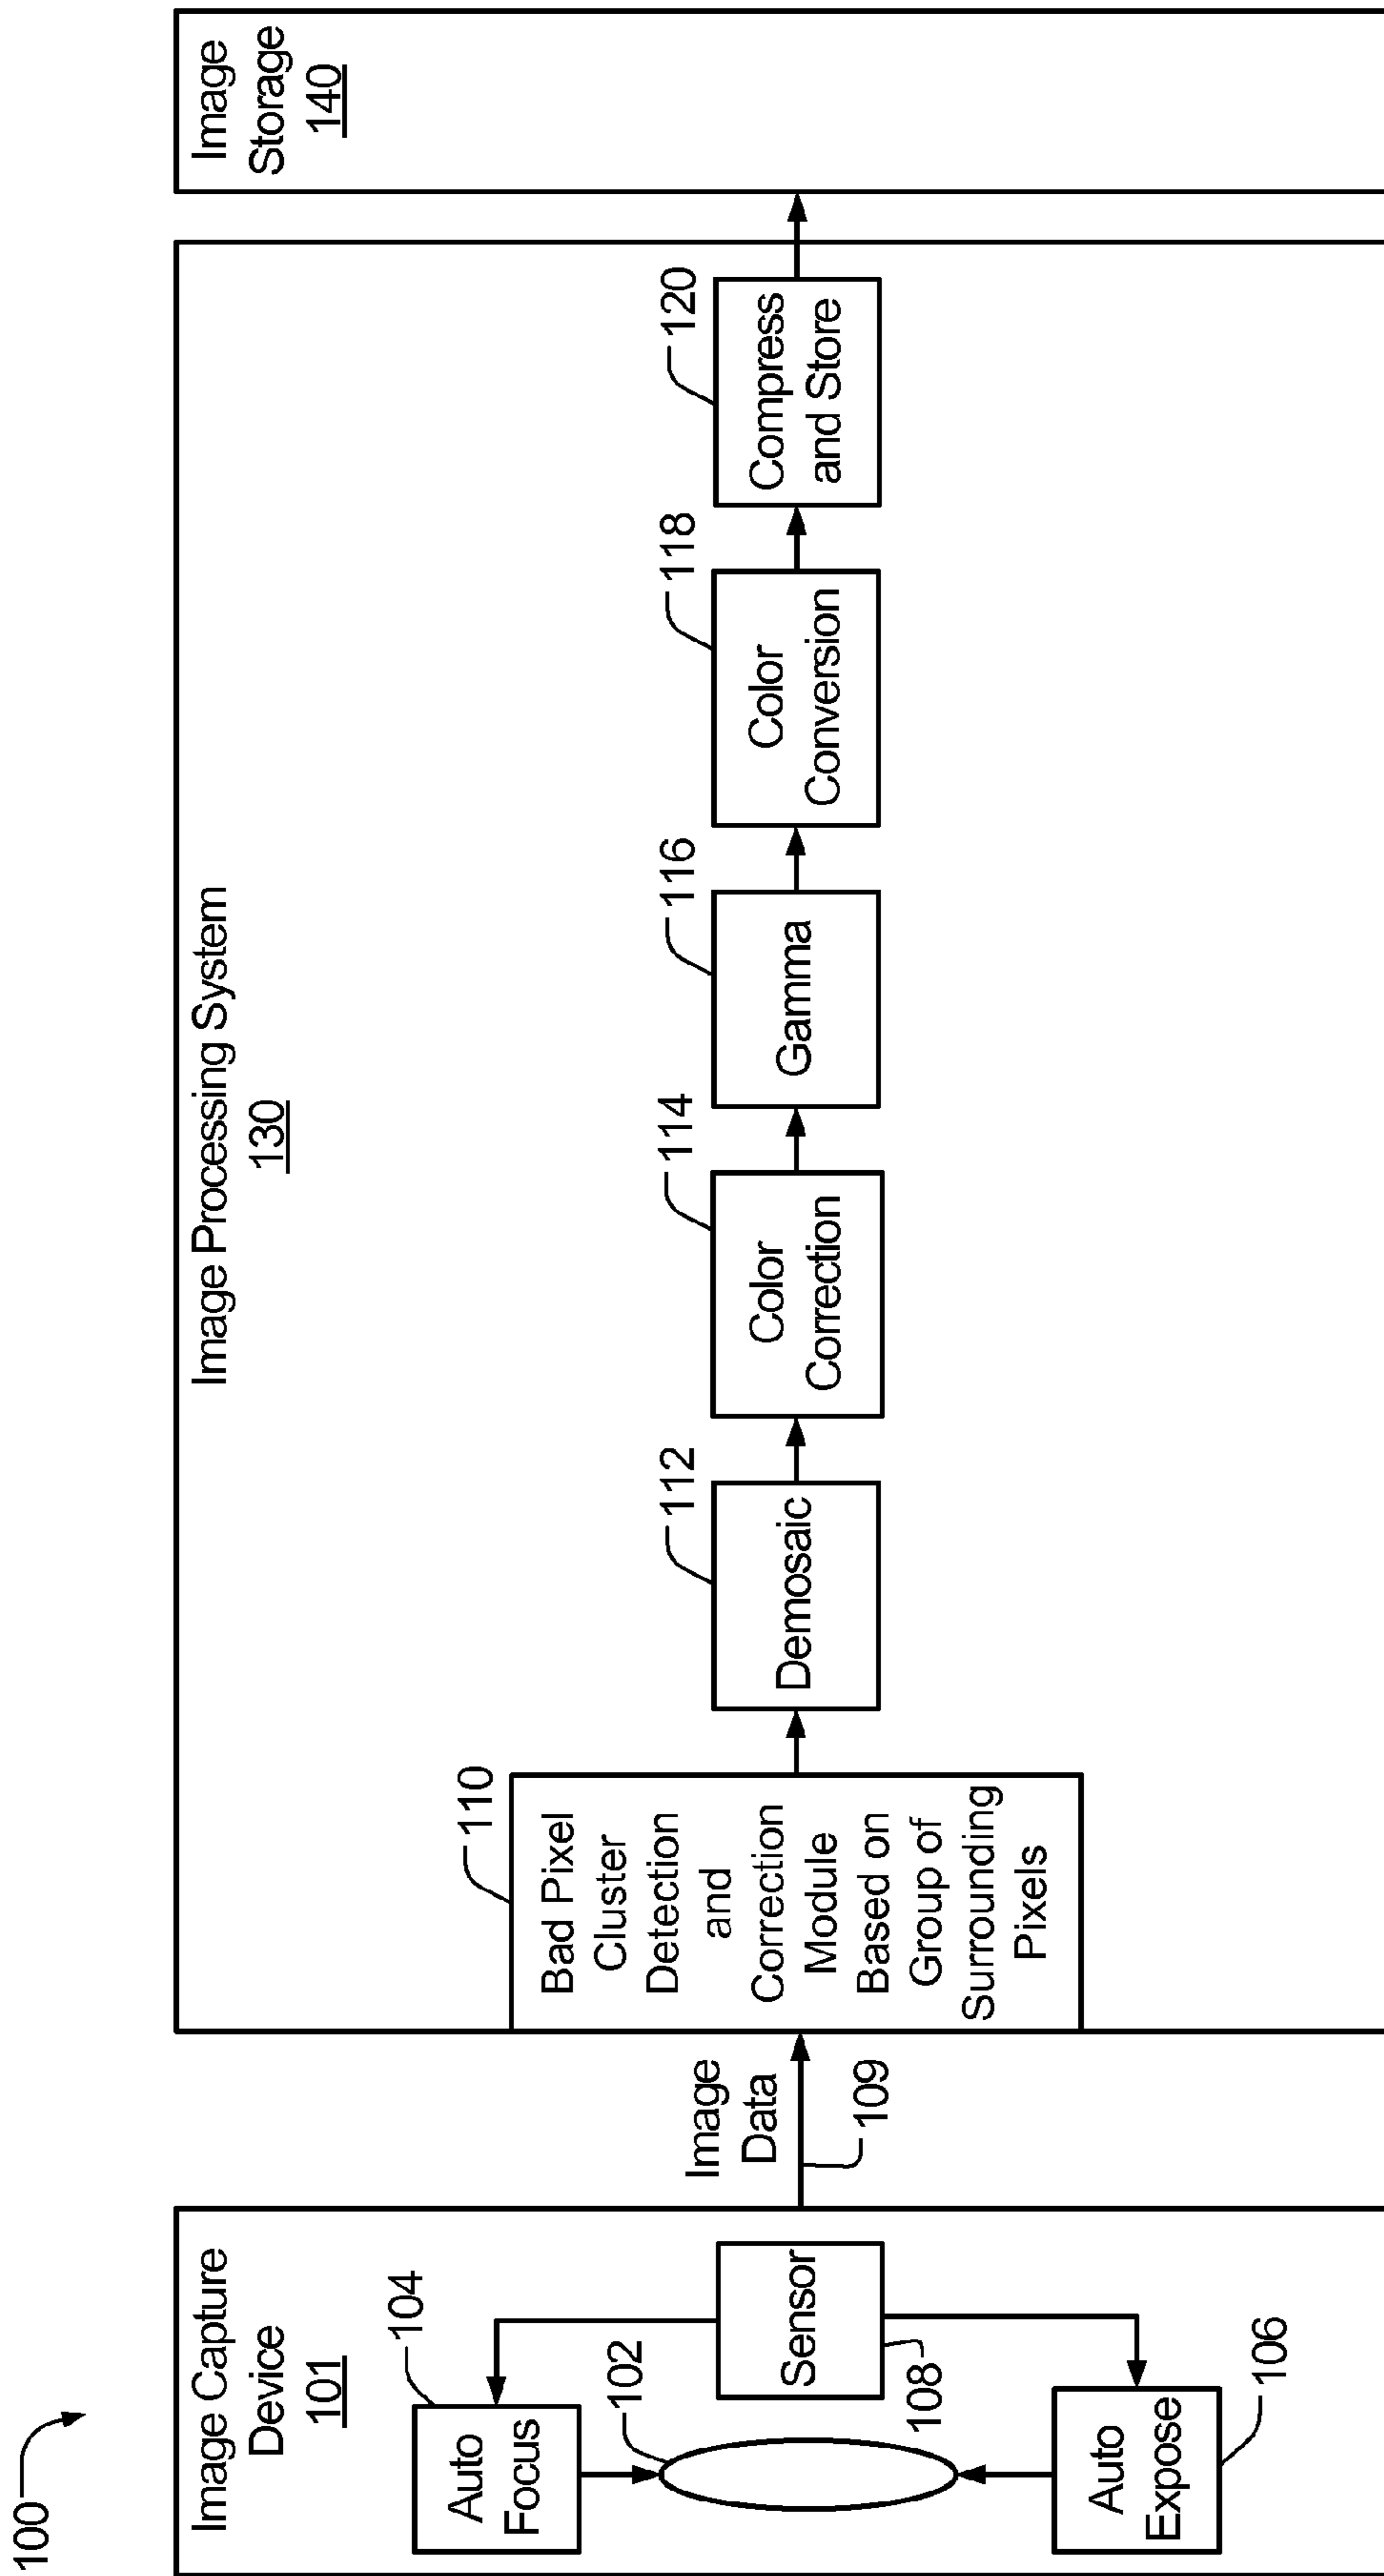 100
Image Capture
Device
101
104
Auto
Focus
102
Sensor
108
Auto
Expose
106
Image
Data
109
Image Processing System
130
110
Bad Pixel
Cluster
Detection
and
Correction
Module
Based on
Group of
Surrounding
Pixels
112
Demosaic
114
Color
Correction
116
Gamma
118
Color
Conversion
120
Compress
and Store
Image
Storage
140